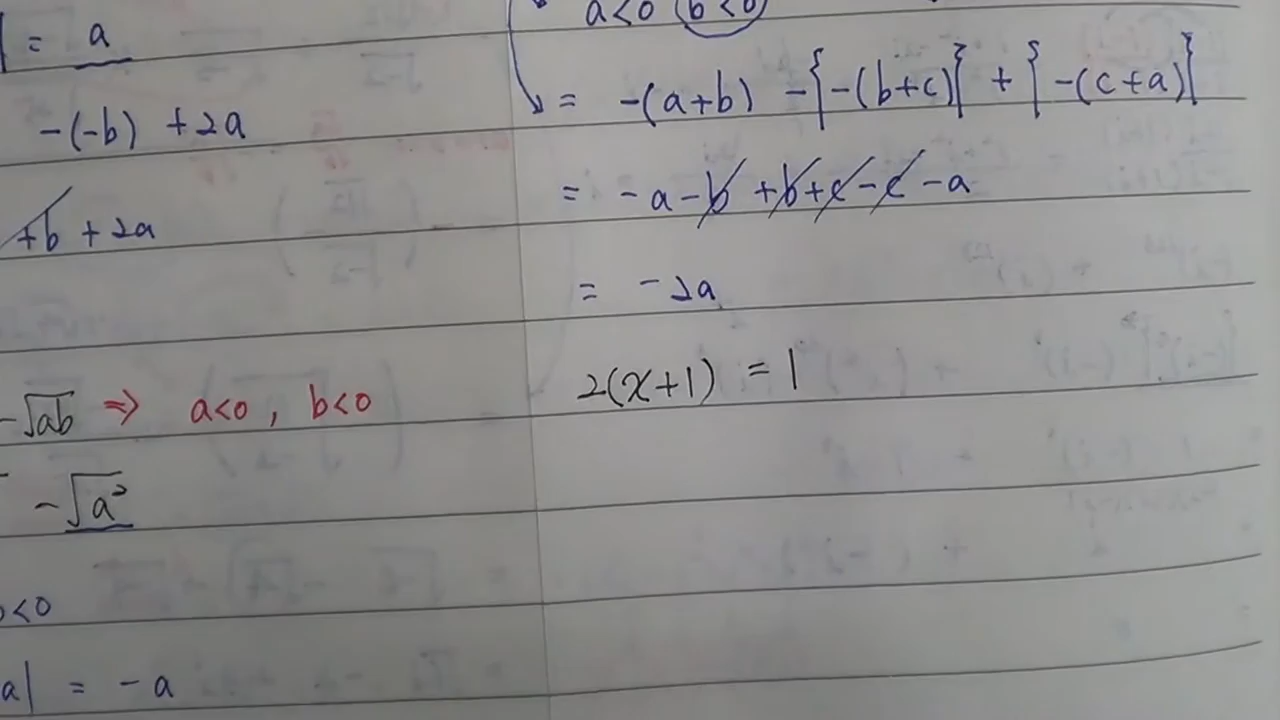 | = a
-(-b) + 2a
+b + 2a
-√ab ⇒ a<0 , b<0
-√a²
b<0
a| = -a
a<0 b<0
= -(a+b) -{-(b+c)} + {-(c+a)}
= -a-b+b+c-c-a
= -2a
2(x+1) = 1